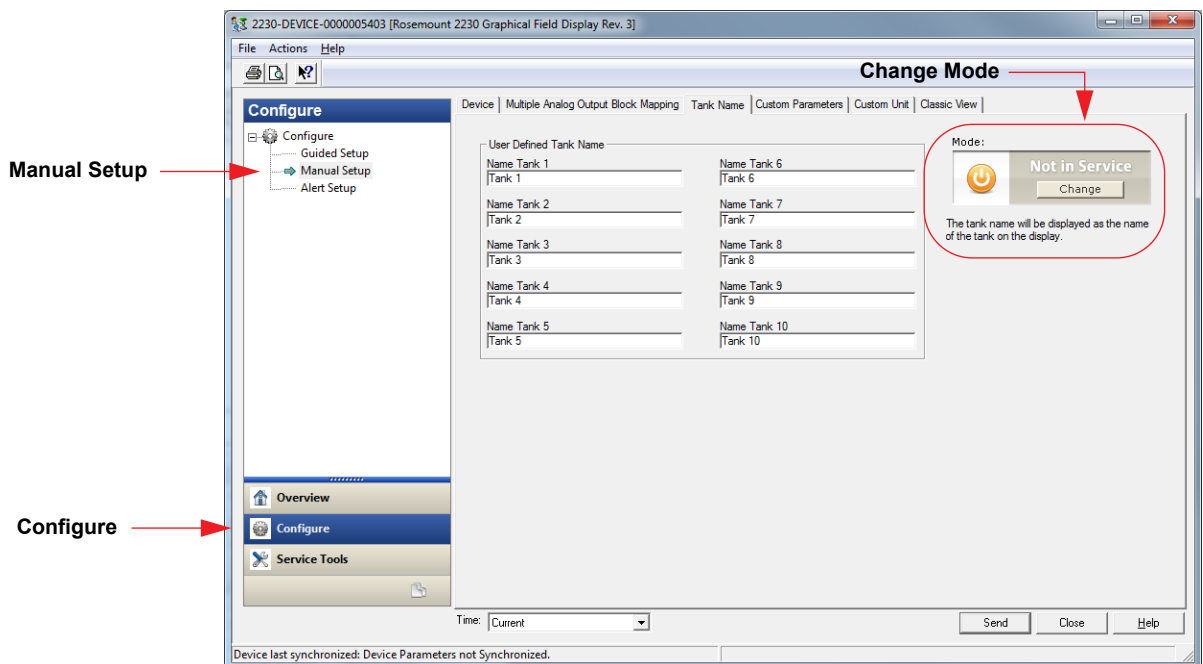 2230-DEVICE-0000005403 [Rosemount 2230 Graphical Field Display Rev. 3]
File Actions Help
Change Mode
Configure
Device Multiple Analog Output Block Mapping Tank Name Custom Parameters Custom Unit Classic View
Configure
Guided Setup
Manual Setup
Manual Setup
Alert Setup
User Defined Tank Name
Name Tank 1
Tank 1
Name Tank 2
Tank 2
Name Tank 3
Tank 3
Name Tank 4
Tank 4
Name Tank 5
Tank 5
Name Tank 6
Tank 6
Name Tank 7
Tank 7
Name Tank 8
Tank 8
Name Tank 9
Tank 9
Name Tank 10
Tank 10
Mode:
Not in Service
Change
The tank name will be displayed as the name
of the tank on the display.
Overview
Configure
Configure
Service Tools
Time: Current
Send Close Help
Device last synchronized: Device Parameters not Synchronized.